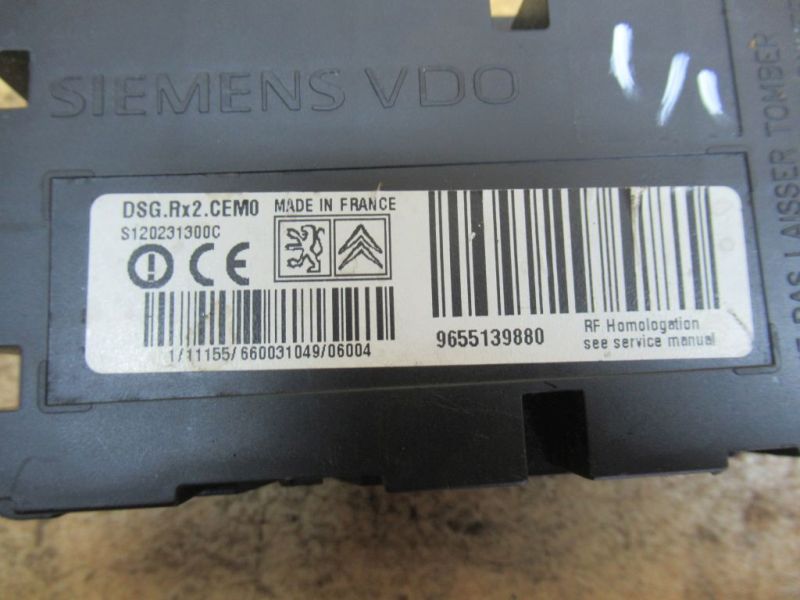 SIEMENS VDO
DSG.Rx2.CEM0 MADE IN FRANCE
S120231300C
CE
1/11155/660031049/06004
9655139880
RF Homologation
see service manual
PAS LAISSER TOMBER